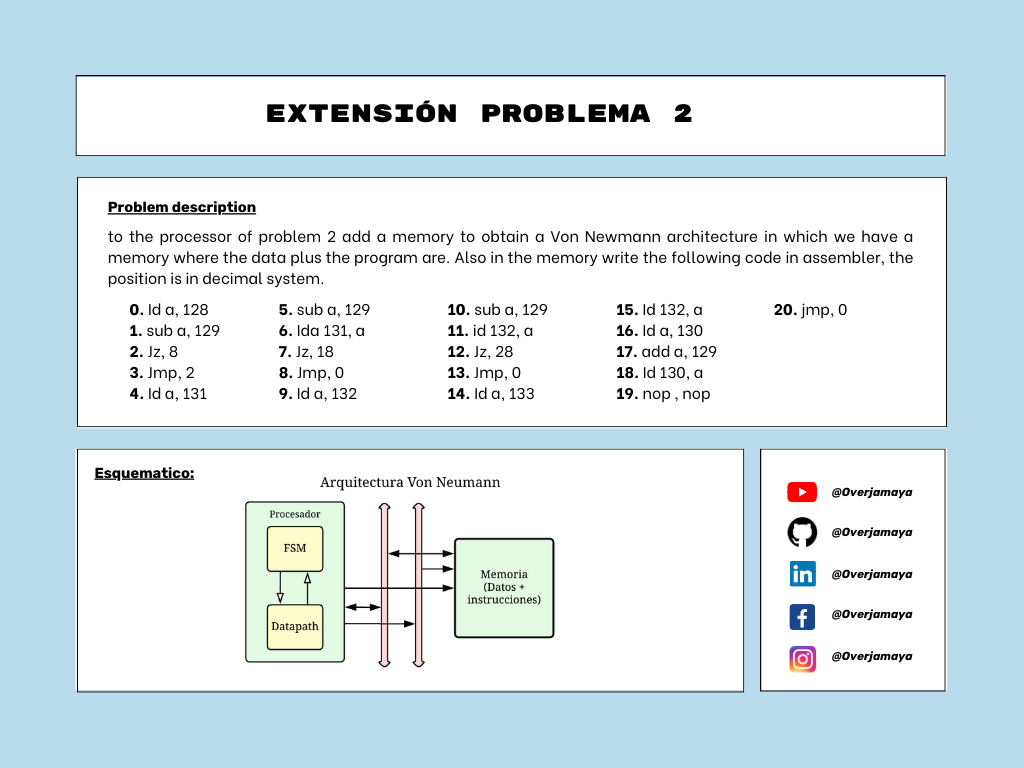 EXTENSIÓN PROBLEMA 2
Problem description
to the processor of problem 2 add a memory to obtain a Von Newmann architecture in which we have a
memory where the data plus the program are. Also in the memory write the following code in assembler, the
position is in decimal system.
0. ld a, 128
1. sub a, 129
2. Jz, 8
3. Jmp, 2
4. ld a, 131
5. sub a, 129
6. lda 131, a
7. Jz, 18
8. Jmp, 0
9. ld a, 132
10. sub a, 129
11. id 132, a
12. Jz, 28
13. Jmp, 0
14. ld a, 133
15. ld 132, a
16. ld a, 130
17. add a, 129
18. ld 130, a
19. nop , nop
20. jmp, 0
Esquematico:
Arquitectura Von Neumann
Procesador
FSM
Datapath
Memoria
(Datos +
instrucciones)
@Overjamaya
@Overjamaya
in
@Overjamaya
f
@Overjamaya
@Overjamaya